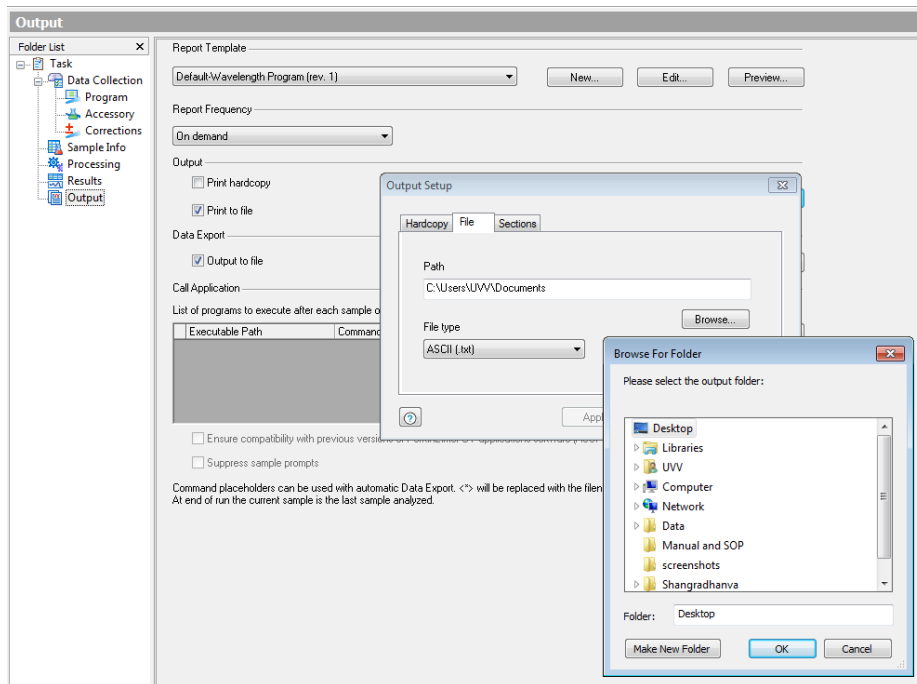 Output
Folder List
Task
Data Collection
Program
Accessory
Corrections
Sample Info
Processing
Results
Output
Report Template
Default-Wavelength Program (rev. 1)
New...
Edit...
Preview...
Report Frequency
On demand
Output
Print hardcopy
Print to file
Data Export
Output to file
Call Application
List of programs to execute after each sample o
Executable Path
Comman
Ensure compatibility with previous versi
Suppress sample prompts
Command placeholders can be used with automatic Data Export. <*> will be replaced with the filen
At end of run the current sample is the last sample analyzed.
Output Setup
Hardcopy
File
Sections
Path
C:\Users\UVV\Documents
Browse...
File type
ASCII (.txt)
Appl
Browse For Folder
Please select the output folder:
Desktop
Libraries
UVV
Computer
Network
Data
Manual and SOP
screenshots
Shangradhanva
Folder:
Desktop
Make New Folder
OK
Cancel